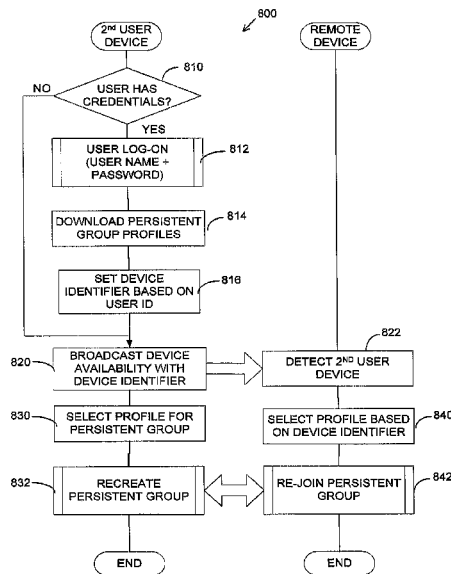 800
2ND USER
DEVICE
REMOTE
DEVICE
810
NO
USER HAS
CREDENTIALS?
YES
USER LOG-ON
(USER NAME +
PASSWORD)
812
DOWNLOAD PERSISTENT
GROUP PROFILES
814
SET DEVICE
IDENTIFIER BASED ON
USER ID
816
820
BROADCAST DEVICE
AVAILABILITY WITH
DEVICE IDENTIFIER
822
DETECT 2ND USER
DEVICE
830
SELECT PROFILE FOR
PERSISTENT GROUP
SELECT PROFILE BASED
ON DEVICE IDENTIFIER
840
832
RECREATE
PERSISTENT GROUP
RE-JOIN PERSISTENT
GROUP
842
END
END